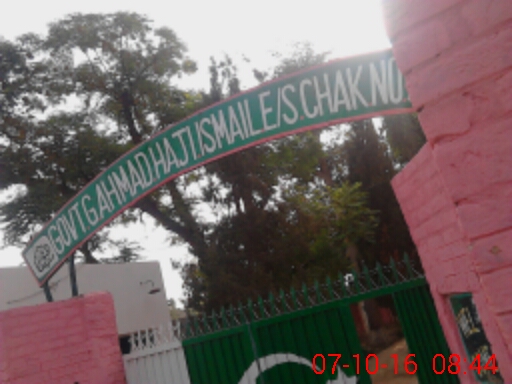 GOVT G.AHMAD HAJI ISMAIL E/S. CHAK NO.
07-10-16 08:44